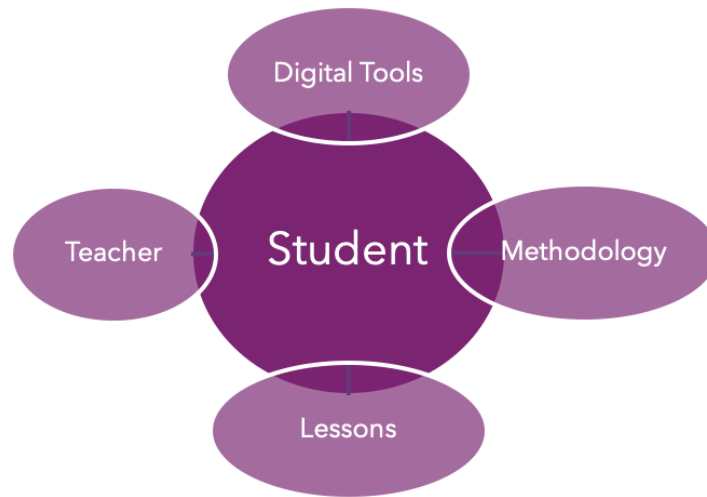 Digital Tools
Teacher
Student
Methodology
Lessons